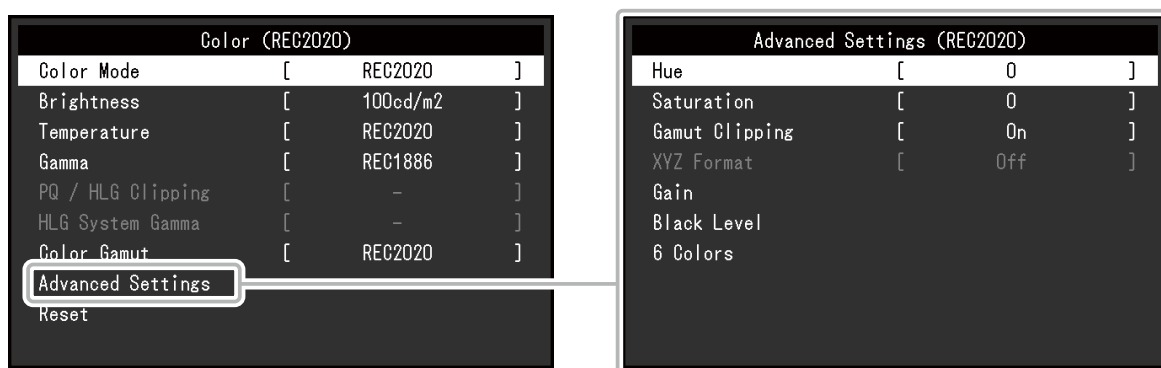 Color (REC2020)
Color Mode [ REC2020 ]
Brightness [ 100cd/m2 ]
Temperature [ REC2020 ]
Gamma [ REC1886 ]
PQ / HLG Clipping [ - ]
HLG System Gamma [ - ]
Color Gamut [ REC2020 ]
Advanced Settings
Reset
Advanced Settings (REC2020)
Hue [ 0 ]
Saturation [ 0 ]
Gamut Clipping [ On ]
XYZ Format [ Off ]
Gain
Black Level
6 Colors